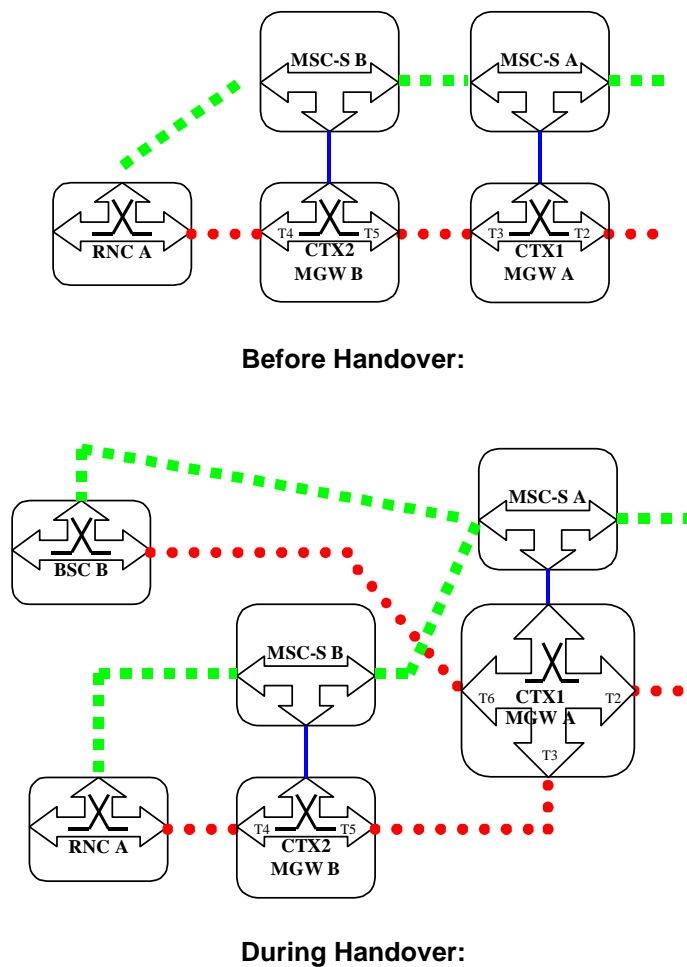 MSC-S B
MSC-S A
RNC A
T4
T5
CTX2
MGW B
T3
T2
CTX1
MGW A
Before Handover:
MSC-S A
BSC B
MSC-S B
T6
T2
CTX1
MGW A
T3
RNC A
T4
T5
CTX2
MGW B
During Handover: